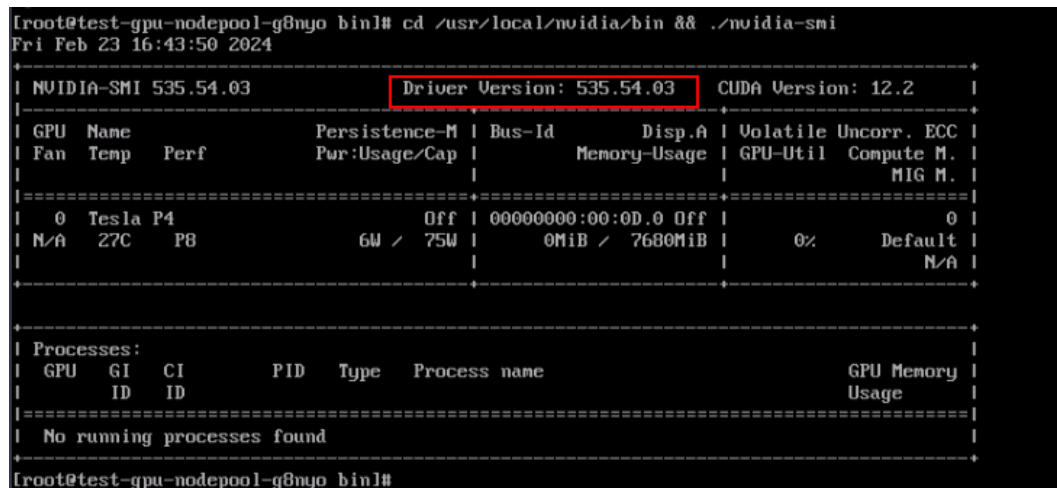 [root@test-gpu-nodepool-g8nyo bin]# cd /usr/local/nvidia/bin && ./nvidia-smi
Fri Feb 23 16:43:50 2024
+---------------------------------------------------------------------------------------+
| NVIDIA-SMI 535.54.03 Driver Version: 535.54.03 CUDA Version: 12.2 |
|-----------------------------------------+----------------------+----------------------+
| GPU Name Persistence-M | Bus-Id Disp.A | Volatile Uncorr. ECC |
| Fan Temp Perf Pwr:Usage/Cap | Memory-Usage | GPU-Util Compute M. |
| | | MIG M. |
|=========================================+======================+======================|
| 0 Tesla P4 Off | 00000000:00:0D.0 Off | 0 |
| N/A 27C P8 6W / 75W | 0MiB / 7680MiB | 0% Default |
| | | N/A |
+-----------------------------------------+----------------------+----------------------+
+---------------------------------------------------------------------------------------+
| Processes: |
| GPU GI CI PID Type Process name GPU Memory |
| ID ID Usage |
|=======================================================================================|
| No running processes found |
+---------------------------------------------------------------------------------------+
[root@test-gpu-nodepool-g8nyo bin]#